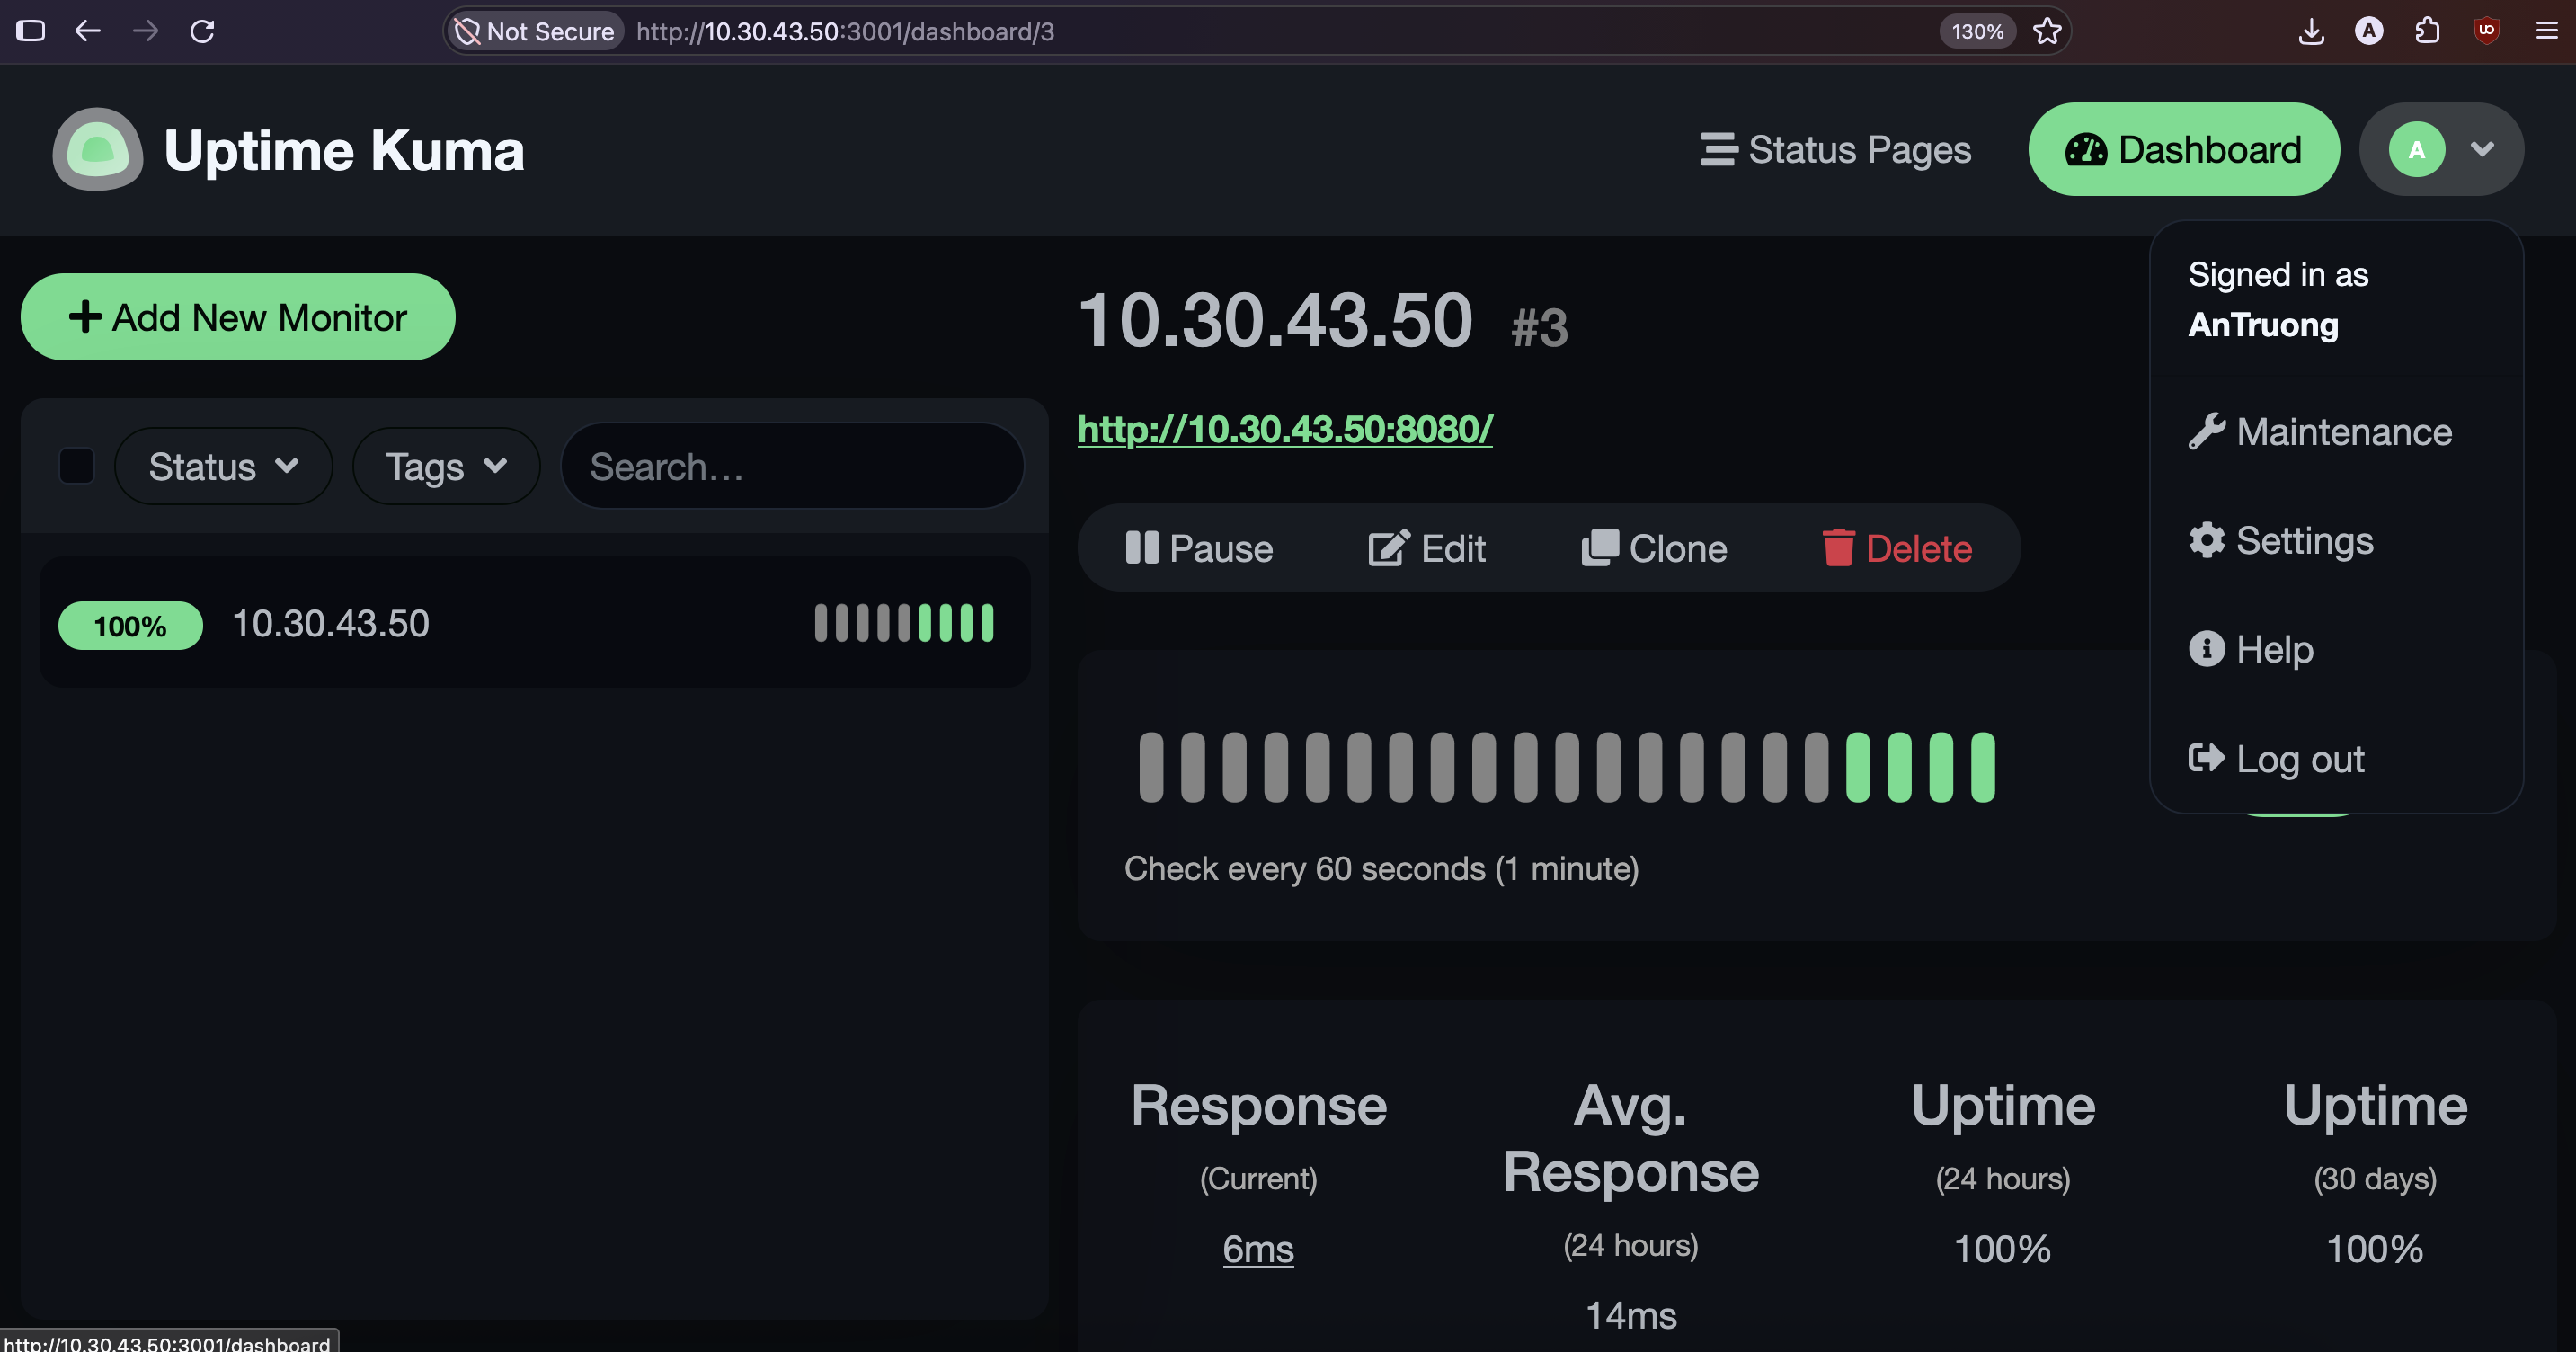 Not Secure
http://10.30.43.50:3001/dashboard/3
130%
A
UO
Uptime Kuma
Status Pages
Dashboard
A
Signed in as
AnTruong
Maintenance
Settings
Help
Log out
Add New Monitor
Status
Tags
Search...
100%
10.30.43.50
10.30.43.50 #3
http://10.30.43.50:8080/
Pause
Edit
Clone
Delete
Check every 60 seconds (1 minute)
Response
(Current)
6ms
Avg.
Response
(24 hours)
14ms
Uptime
(24 hours)
100%
Uptime
(30 days)
100%
http://10.30.43.50:3001/dashboard